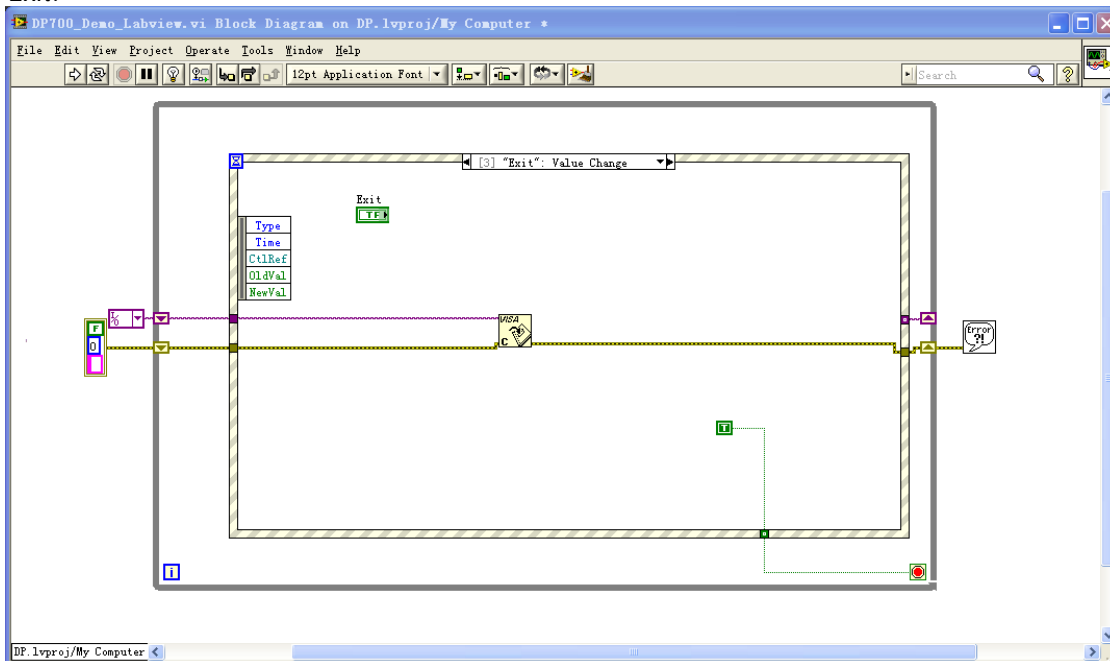 Exit.
DP700_Demo_Labview.vi Block Diagram on DP.lvproj/My Computer *
File Edit View Project Operate Tools Window Help
12pt Application Font
Search
[3] "Exit": Value Change
Exit
TF
Type
Time
CtlRef
OldVal
NewVal
I/O
VISA
C
F
0
Error
?!
T
i
DP.lvproj/My Computer